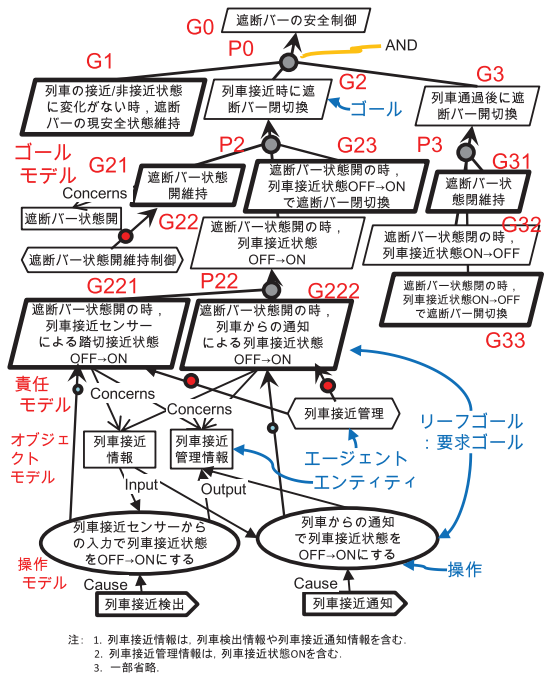 G0
遮断バーの安全制御
P0
AND
G1
列車の接近/非接近状態
に変化がない時，遮断
バーの現安全状態維持
G2
列車接近時に遮
断バー閉切換
ゴール
G3
列車通過後に遮
断バー開切換
ゴール
モデル
P2
G21
遮断バー状態
開維持
G23
遮断バー状態開の時，
列車接近状態OFF→ON
で遮断バー閉切換
P3
G31
遮断バー状
態閉維持
Concerns
遮断バー状態開
G22
遮断バー状態開の時，
列車接近状態
OFF→ON
G32
遮断バー状態閉の時，
列車接近状態ON→OFF
遮断バー状態開維持制御
P22
遮断バー状態閉の時，
列車接近状態ON→OFF
で遮断バー開切換
G33
G221
遮断バー状態開の時，
列車接近センサー
による踏切接近状態
OFF→ON
G222
遮断バー状態開の時，
列車からの通知
による列車接近状態
OFF→ON
責任
モデル
Concerns
Concerns
列車接近管理
リーフゴール
：要求ゴール
オブジェ
クト
モデル
列車接近
情報
列車接近
管理情報
エージェント
エンティティ
Input
Output
列車接近センサーから
の入力で列車接近状態
をOFF→ONにする
列車からの通知
で列車接近状態を
OFF→ONにする
操作
モデル
操作
Cause
列車接近検出
Cause
列車接近通知
注： 1. 列車接近情報は，列車検出情報や列車接近通知情報を含む．
2. 列車接近管理情報は，列車接近状態ONを含む．
3. 一部省略．